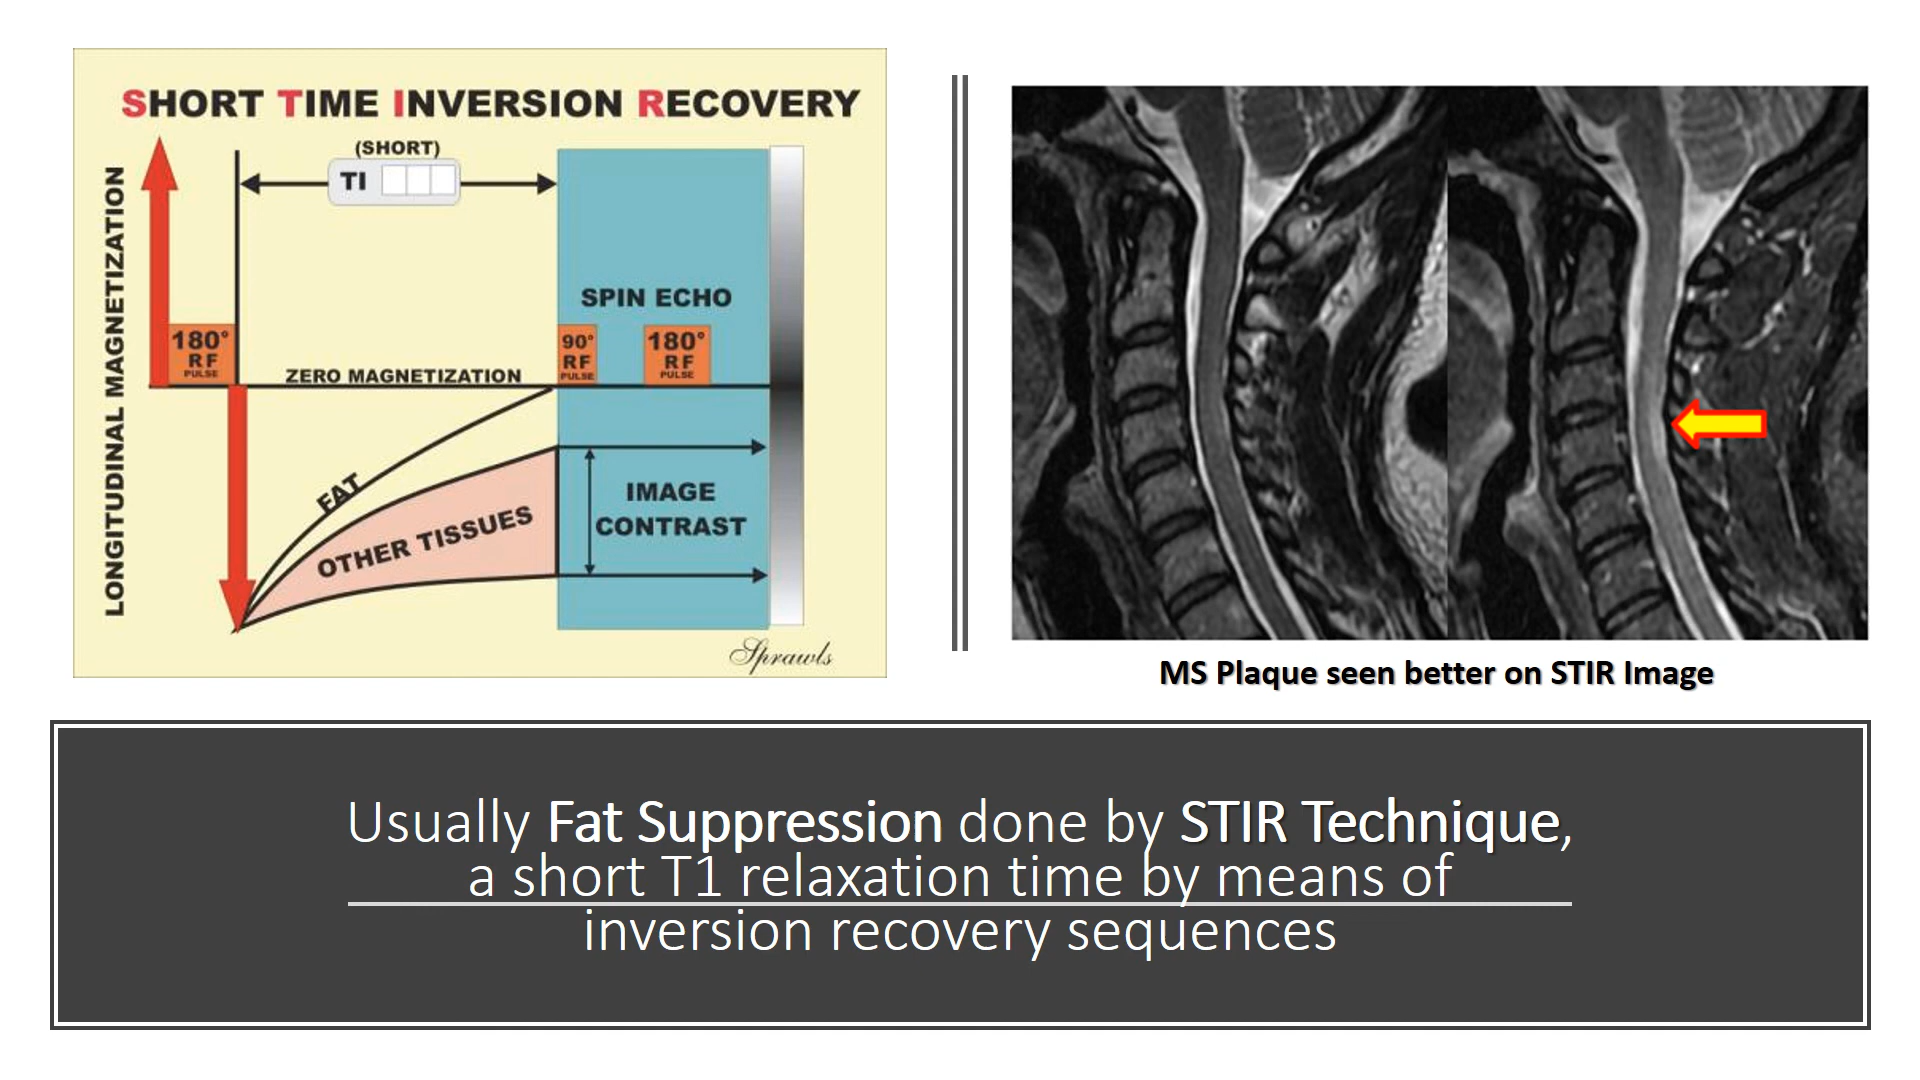 SHORT TIME INVERSION RECOVERY
(SHORT)
TI
LONGITUDINAL MAGNETIZATION
SPIN ECHO
180°
RF
PULSE
90°
RF
PULSE
180°
RF
PULSE
ZERO MAGNETIZATION
FAT
OTHER TISSUES
IMAGE
CONTRAST
Sprawls
MS Plaque seen better on STIR Image
Usually Fat Suppression done by STIR Technique,
a short T1 relaxation time by means of
inversion recovery sequences